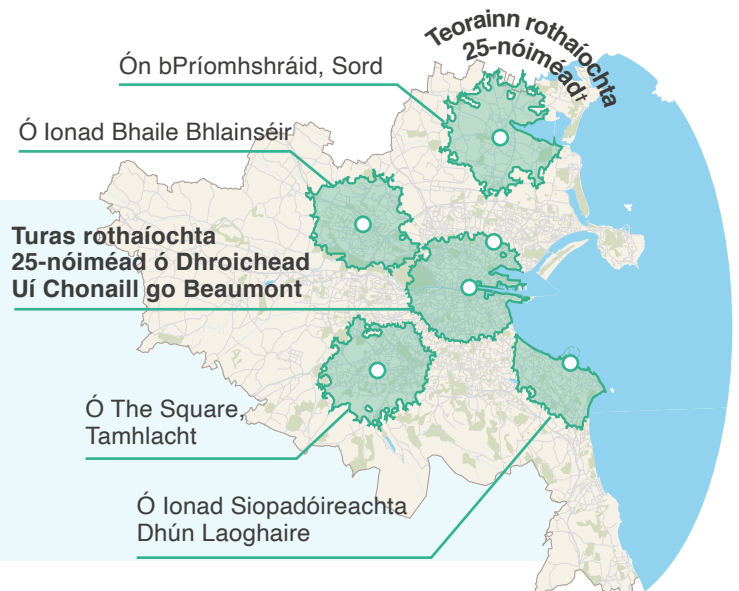 Teorainn rothaíochta
25-nóiméad†
Ón bPríomhshráid, Sord
Ó Ionad Bhaile Bhlainséir
Turas rothaíochta
25-nóiméad ó Dhroichead
Uí Chonaill go Beaumont
Ó The Square,
Tamhlacht
Ó Ionad Siopadóireachta
Dhún Laoghaire